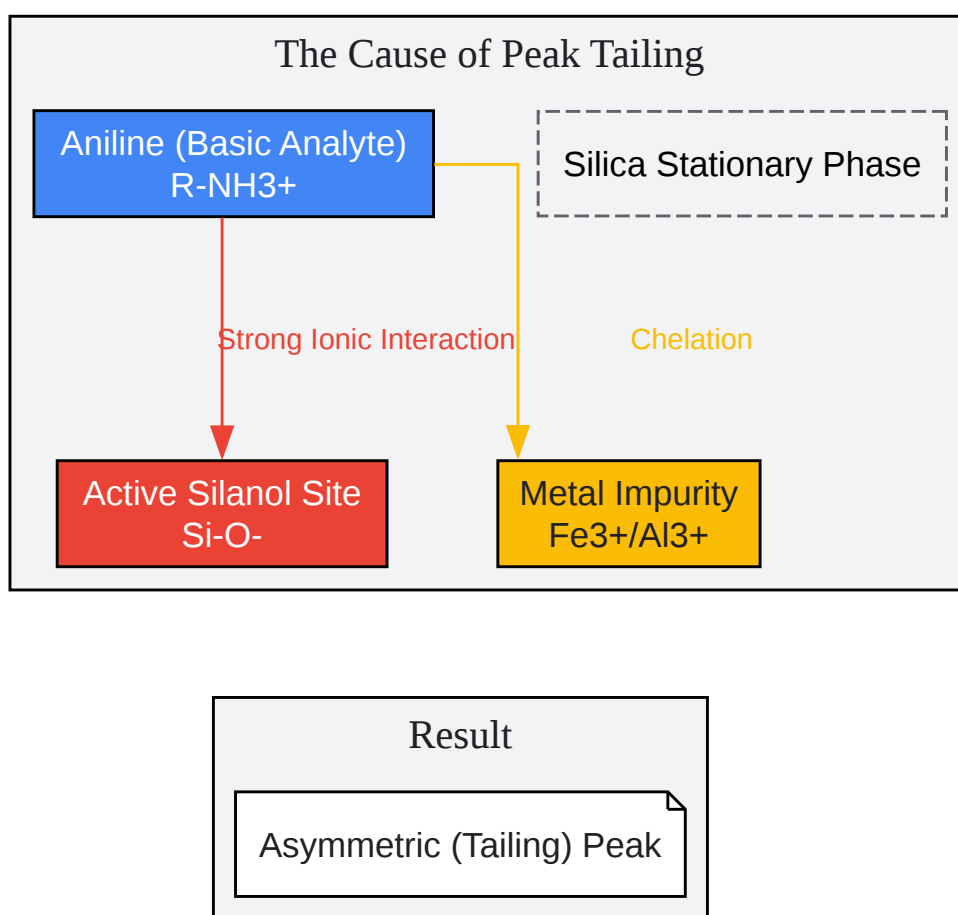 The Cause of Peak Tailing
Aniline (Basic Analyte)
R-NH3+
Silica Stationary Phase
Strong Ionic Interaction
Chelation
Active Silanol Site
Si-O-
Metal Impurity
Fe3+/Al3+
Result
Asymmetric (Tailing) Peak